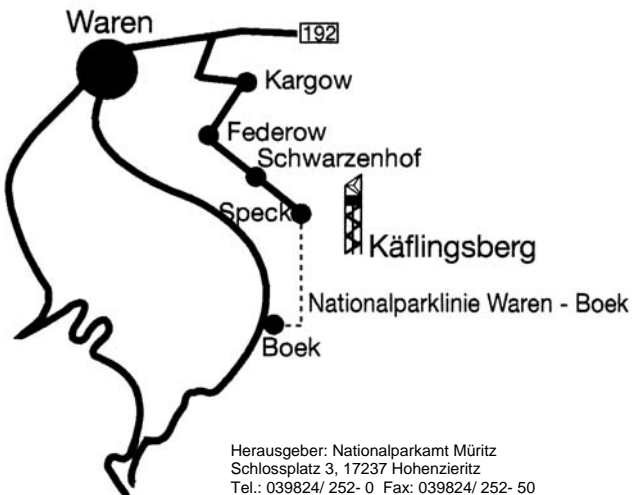 Waren
192
Kargow
Federow
Schwarzenhof
Speck
Käflingsberg
Nationalparklinie Waren - Boek
Boek
Herausgeber: Nationalparkamt Müritz
Schlossplatz 3, 17237 Hohenzieritz
Tel.: 039824/ 252- 0 Fax: 039824/ 252- 50